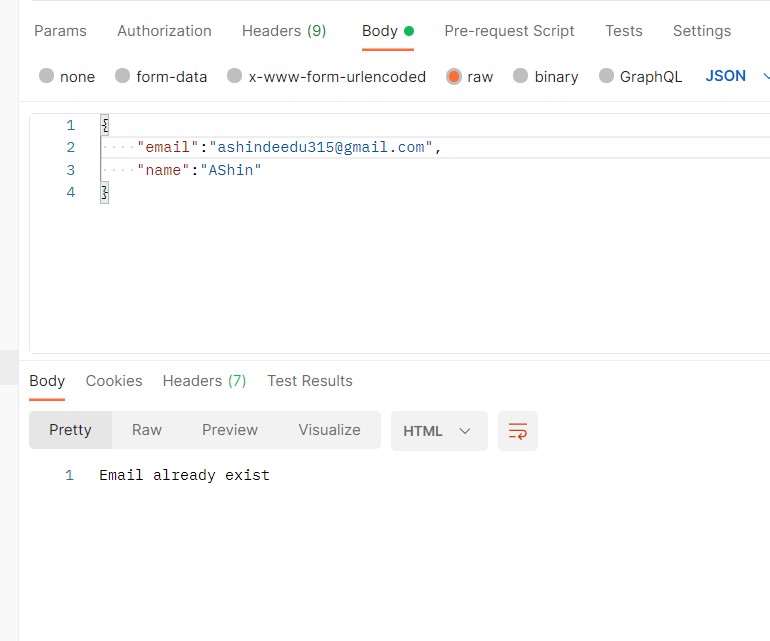 Params Authorization Headers (9) Body Pre-request Script Tests Settings
none form-data x-www-form-urlencoded raw binary GraphQL JSON
1 {
2 ····"email":"ashindeedu315@gmail.com",
3 ····"name":"AShin"
4 }
Body Cookies Headers (7) Test Results
Pretty Raw Preview Visualize HTML
1 Email already exist